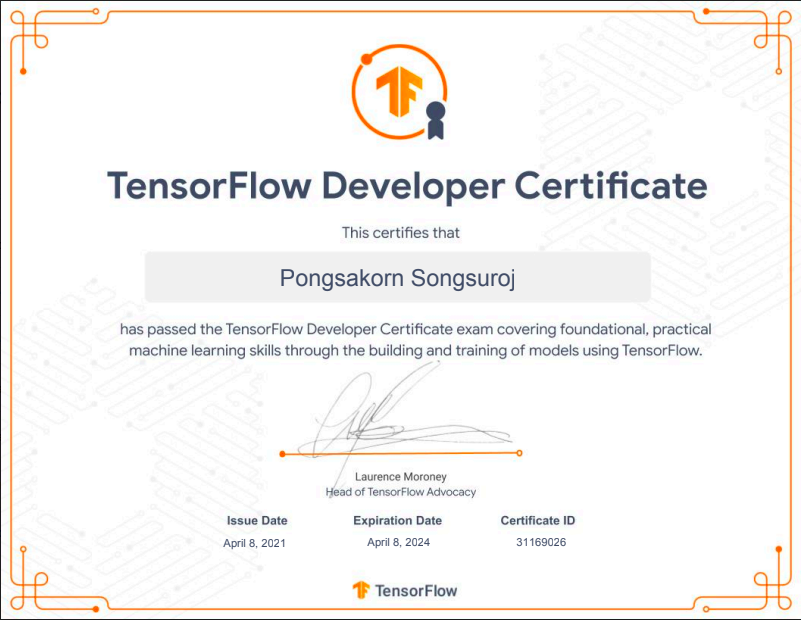 TensorFlow Developer Certificate
This certifies that
Pongsakorn Songsuroj
has passed the TensorFlow Developer Certificate exam covering foundational, practical
machine learning skills through the building and training of models using TensorFlow.
Laurence Moroney
Head of TensorFlow Advocacy
Issue Date Expiration Date Certificate ID
April 8, 2021 April 8, 2024 31169026
TensorFlow